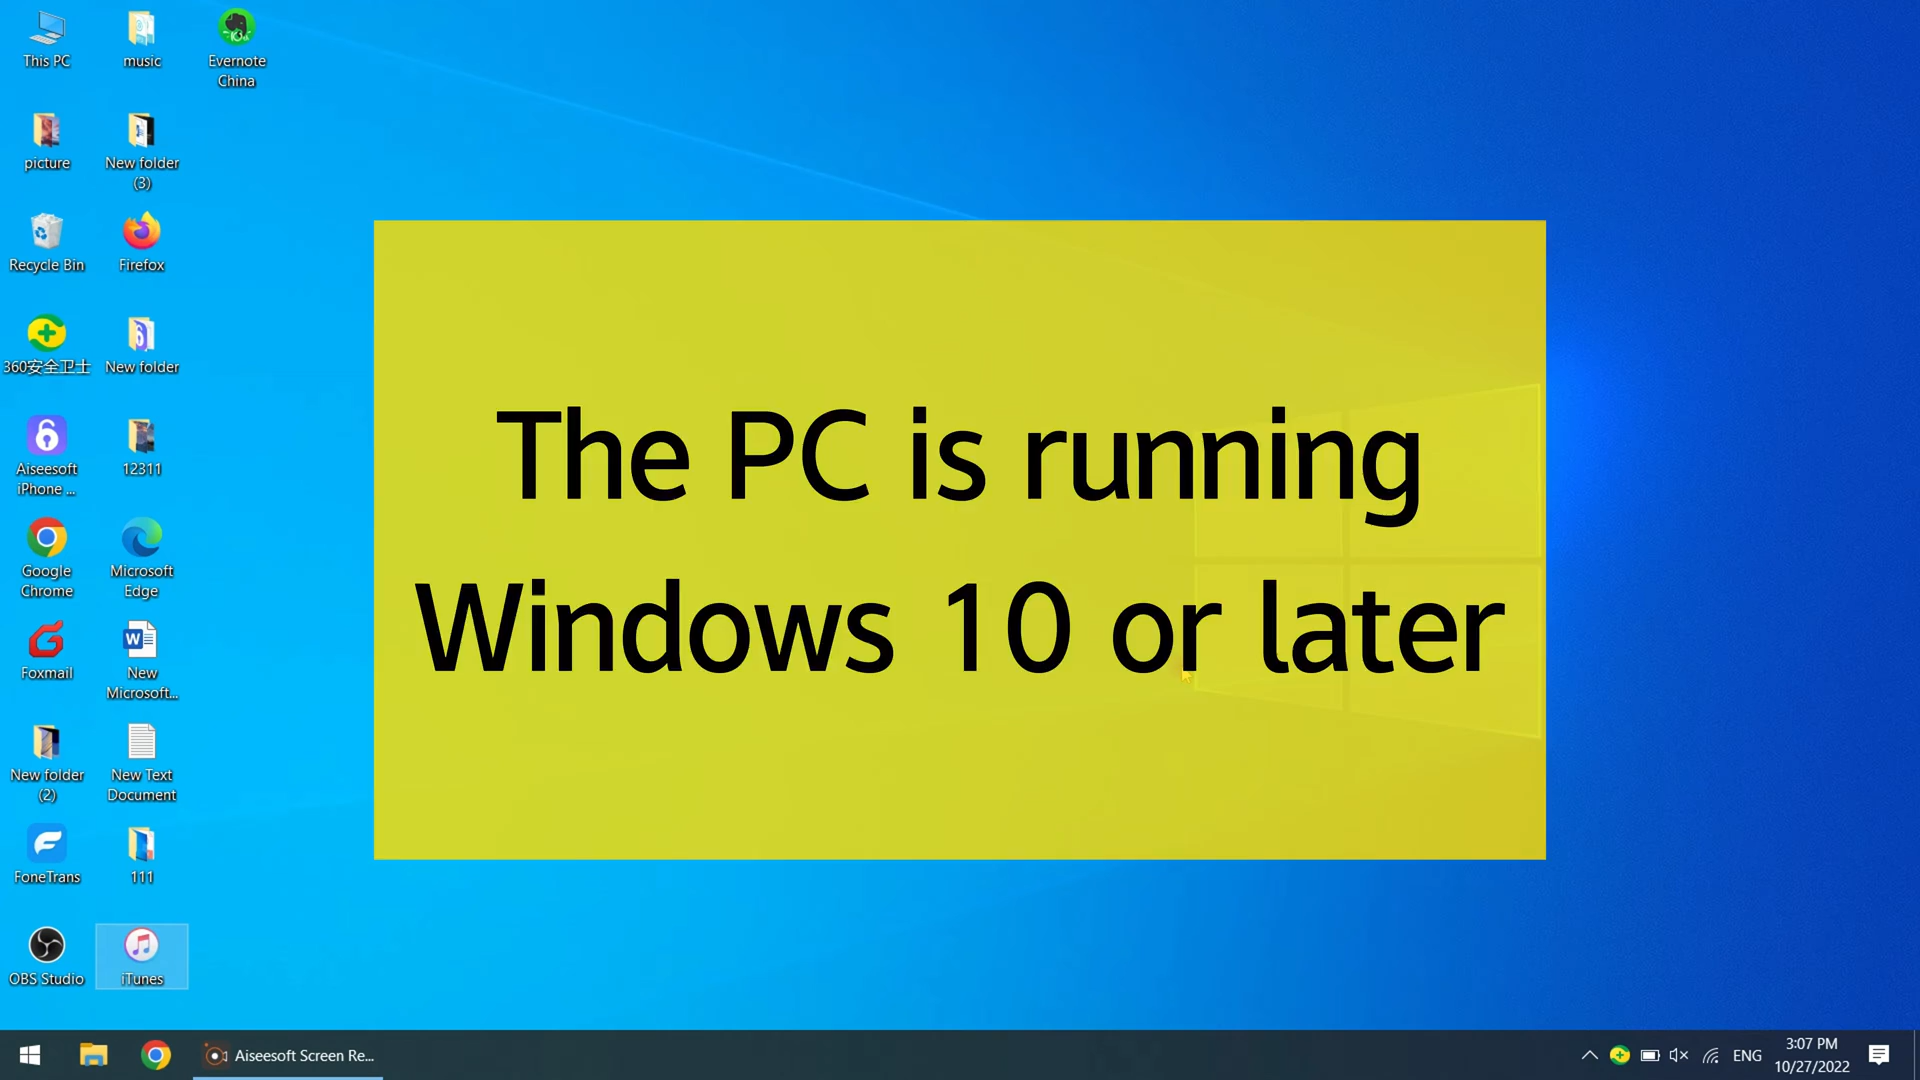 This PC
music
Evernote
China
picture
New folder
(3)
Recycle Bin
Firefox
360安全卫士
New folder
Aiseesoft
iPhone ...
12311
Google
Chrome
Microsoft
Edge
Foxmail
New
Microsoft...
New folder
(2)
New Text
Document
FoneTrans
111
OBS Studio
iTunes
The PC is running
Windows 10 or later
Aiseesoft Screen Re...
ENG
3:07 PM
10/27/2022